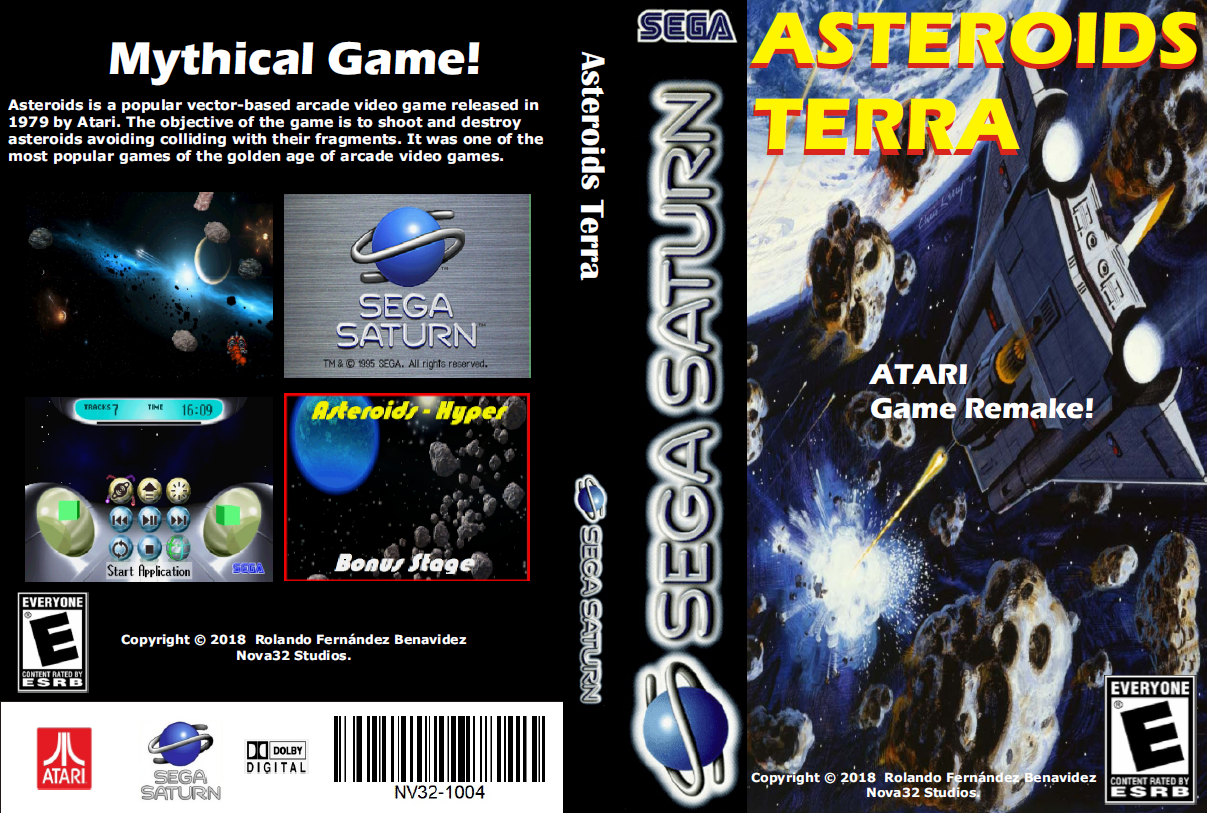 Mythical Game!
Asteroids is a popular vector-based arcade video game released in
1979 by Atari. The objective of the game is to shoot and destroy
asteroids avoiding colliding with their fragments. It was one of the
most popular games of the golden age of arcade video games.
SEGA
SATURN™
TM & © 1995 SEGA. All rights reserved.
TRACKS 7 TIME 16:09
Start Application
SEGA
Asteroids - Hyper
Bonus Stage
EVERYONE
E
®
CONTENT RATED BY
ESRB
Copyright © 2018 Rolando Fernández Benavidez
Nova32 Studios.
ATARI
SEGA
SATURN
DOLBY
DIGITAL
NV32-1004
Asteroids Terra
SEGA SATURN
SEGA
SEGA SATURN
ASTEROIDS
TERRA
ATARI
Game Remake!
Copyright © 2018 Rolando Fernández Benavidez
Nova32 Studios.
EVERYONE
E
®
CONTENT RATED BY
ESRB